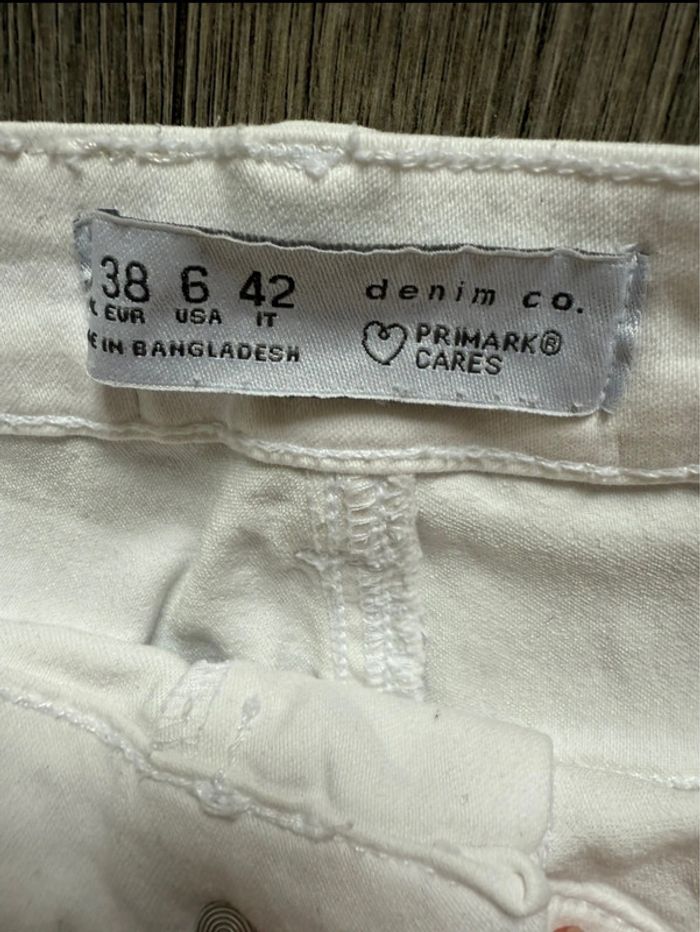 38 6 42
EUR USA IT
IN BANGLADESH
denim co.
PRIMARK®
CARES